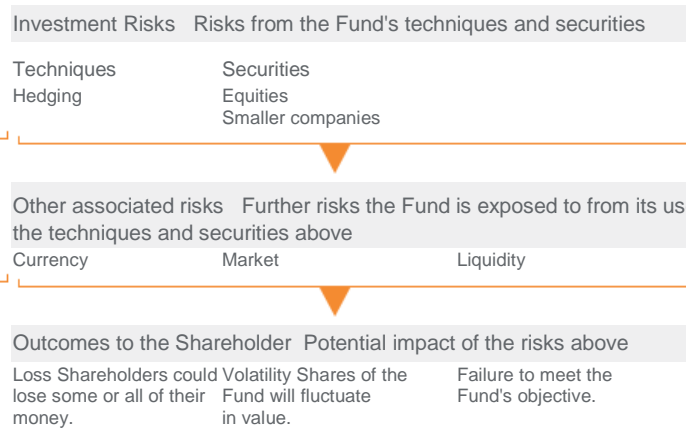 Investment Risks Risks from the Fund's techniques and securities
Techniques Securities
Hedging Equities
Smaller companies
Other associated risks Further risks the Fund is exposed to from its us
the techniques and securities above
Currency Market Liquidity
Outcomes to the Shareholder Potential impact of the risks above
Loss Shareholders could Volatility Shares of the Failure to meet the
lose some or all of their Fund will fluctuate Fund's objective.
money. in value.